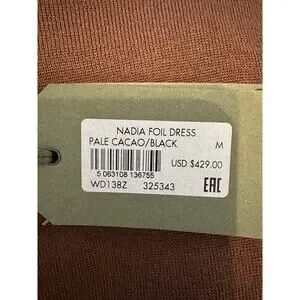 NADIA FOIL DRESS
PALE CACAO/BLACK M
USD $429.00
5 063108 136755
WD138Z 325343 EAC